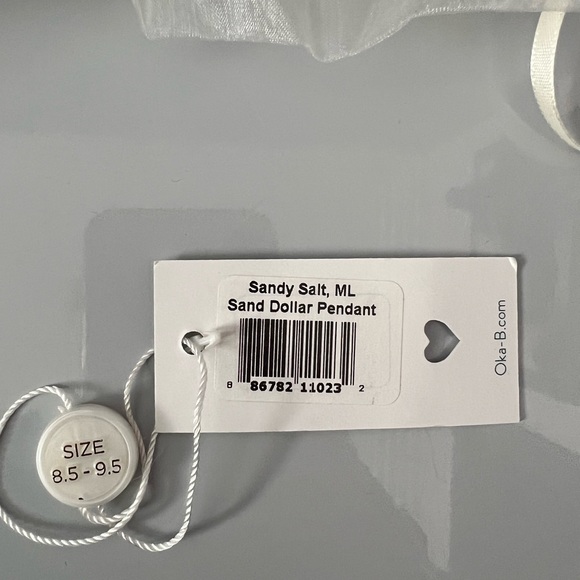 Sandy Salt, ML
Sand Dollar Pendant
8 86782 11023 2
Oka-B.com
SIZE
8.5 - 9.5